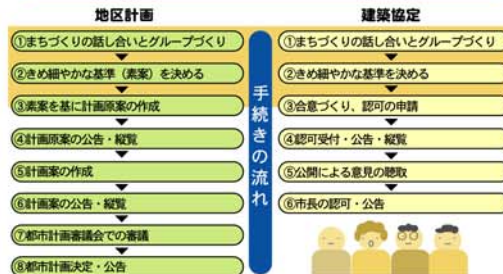 地区計画
①まちづくりの話し合いとグループづくり
②きめ細やかな基準（素案）を決める
③素案を基に計画原案の作成
④計画原案の公告・縦覧
⑤計画案の作成
⑥計画案の公告・縦覧
⑦都市計画審議会での審議
⑧都市計画決定・公告
手続きの流れ
建築協定
①まちづくりの話し合いとグループづくり
②きめ細やかな基準を決める
③合意づくり、認可の申請
④認可受付・公告・縦覧
⑤公開による意見の聴取
⑥市長の認可・公告